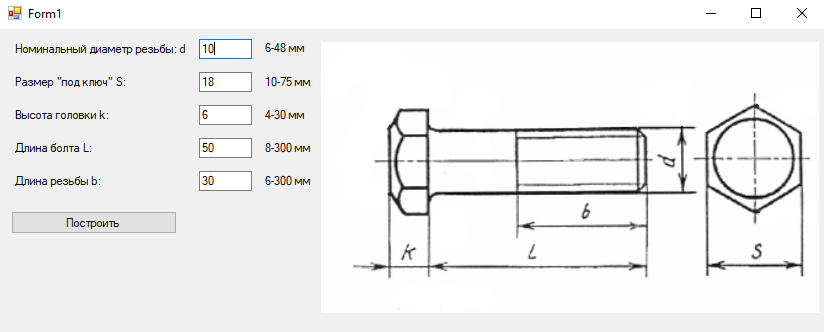 Form1
Номинальный диаметр резьбы: d 10 6-48 мм
Размер "под ключ" S: 18 10-75 мм
Высота головки k: 6 4-30 мм
Длина болта L: 50 8-300 мм
Длина резьбы b: 30 6-300 мм
Построить
d
b
k L S